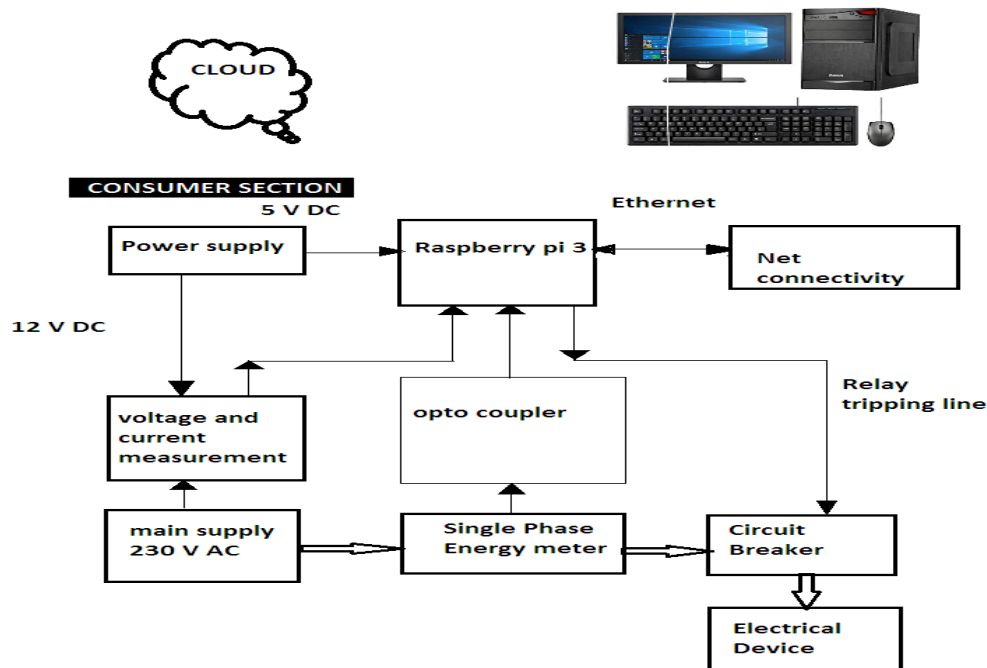 CLOUD
CONSUMER SECTION
5 V DC
Ethernet
Power supply
Raspberry pi 3
Net
connectivity
12 V DC
voltage and
current
measurement
opto coupler
Relay
tripping line
main supply
230 V AC
Single Phase
Energy meter
Circuit
Breaker
Electrical
Device